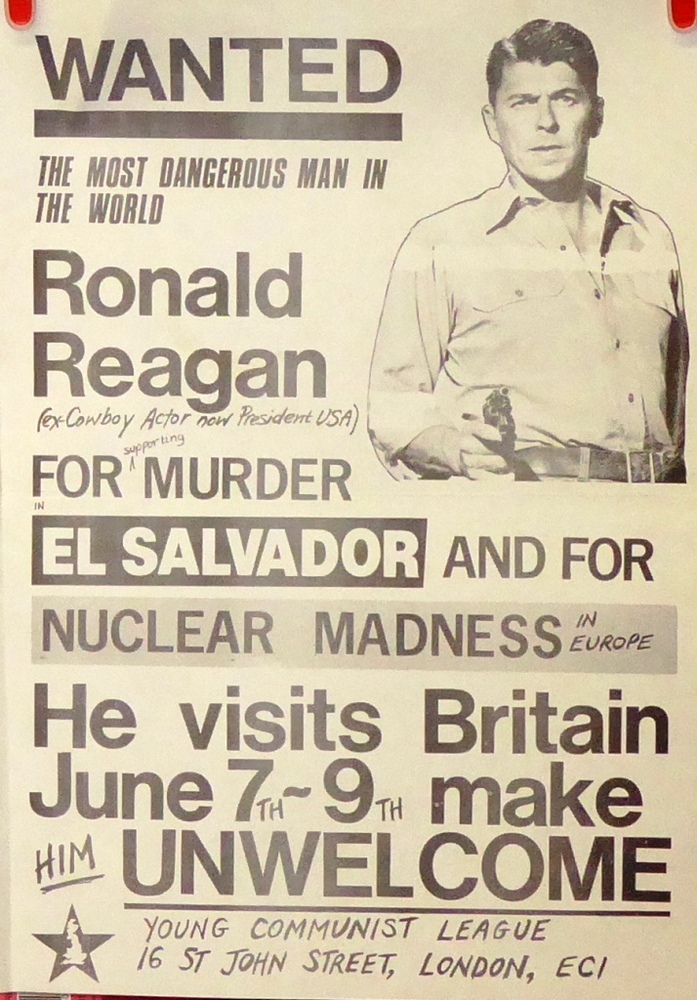 WANTED
THE MOST DANGEROUS MAN IN
THE WORLD
Ronald
Reagan
(ex-Cowboy Actor now President USA)
supporting
FOR ^ MURDER
IN
EL SALVADOR AND FOR
NUCLEAR MADNESS IN EUROPE
He visits Britain
June 7TH~9TH make
HIM UNWELCOME
YOUNG COMMUNIST LEAGUE
16 ST JOHN STREET, LONDON, EC1